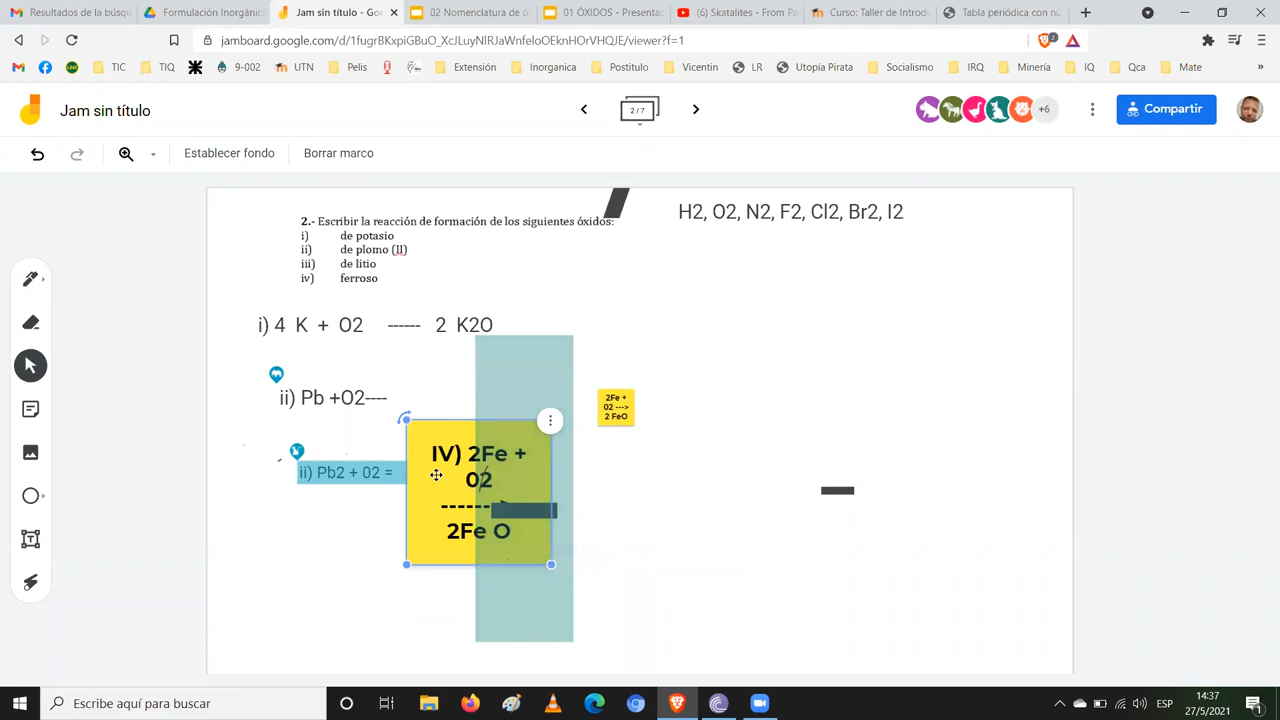 Resultados de la búsqu
Formulación Inorgánic
Jam sin título - Go
02 Nomenclatura de ó
01 ÓXIDOS - Presenta
(6) Skatalites - From Pa
Curso: Taller de Introdu
Tabla periódica con nú
jamboard.google.com/d/1fugrBKxpiGBuO_XcJLuyNlRJaWnfeloOEknHOrVHQJE/viewer?f=1
2
TIC
TIQ
9-002
UTN
Pelis
Extensión
Inorganica
Postitulo
Vicentin
LR
Utopía Pirata
Socialismo
IRQ
Minería
IQ
Qca
Mate
»
Jam sin título
2 / 7
+6
Compartir
Establecer fondo
Borrar marco
2.- Escribir la reacción de formación de los siguientes óxidos:
i) de potasio
ii) de plomo (II)
iii) de litio
iv) ferroso
H2, O2, N2, F2, Cl2, Br2, I2
i) 4 K + O2 ------ 2 K2O
ii) Pb +O2----
2Fe +
02 --->
2 FeO
ii) Pb2 + 02 =
IV) 2Fe +
02
-------
2Fe O
Escribe aquí para buscar
ESP
14:37
27/5/2021
1